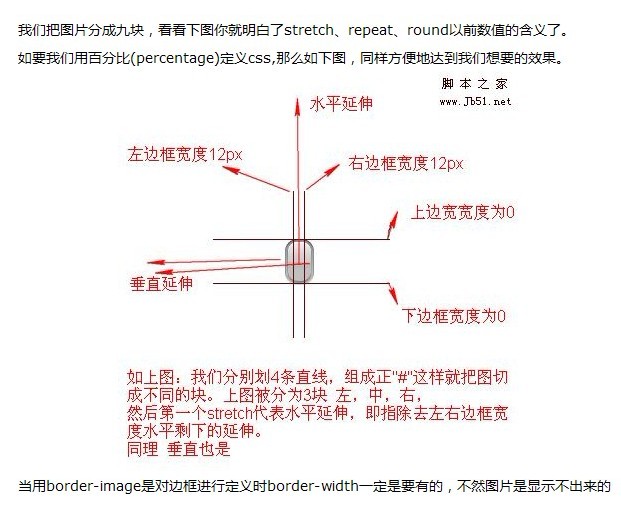 我们把图片分成九块，看看下图你就明白了stretch、repeat、round以前数值的含义了。
如要我们用百分比(percentage)定义css,那么如下图，同样方便地达到我们想要的效果。
脚本之家
www.Jb51.net
水平延伸
左边框宽度12px
右边框宽度12px
上边宽宽度为0
垂直延伸
下边框宽度为0
如上图：我们分别划4条直线，组成正"#"这样就把图切
成不同的块。上图被分为3块 左，中，右，
然后第一个stretch代表水平延伸，即指除去左右边框宽
度水平剩下的延伸。
同理 垂直也是
当用border-image是对边框进行定义时border-width一定是要有的，不然图片是显示不出来的